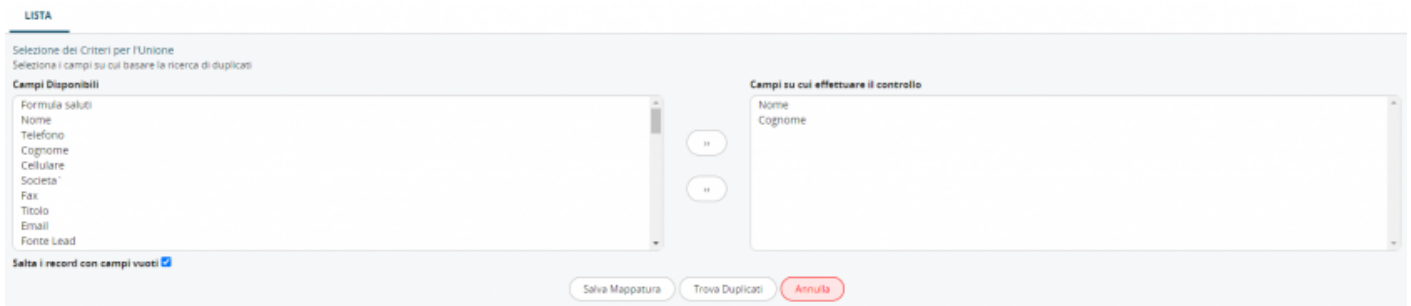 LISTA
Selezione dei Criteri per l'Unione
Seleziona i campi su cui basare la ricerca di duplicati
Campi Disponibili
Formula saluti
Nome
Telefono
Cognome
Cellulare
Societa`
Fax
Titolo
Email
Fonte Lead
››
‹‹
Campi su cui effettuare il controllo
Nome
Cognome
Salta i record con campi vuoti
Salva Mappatura Trova Duplicati Annulla